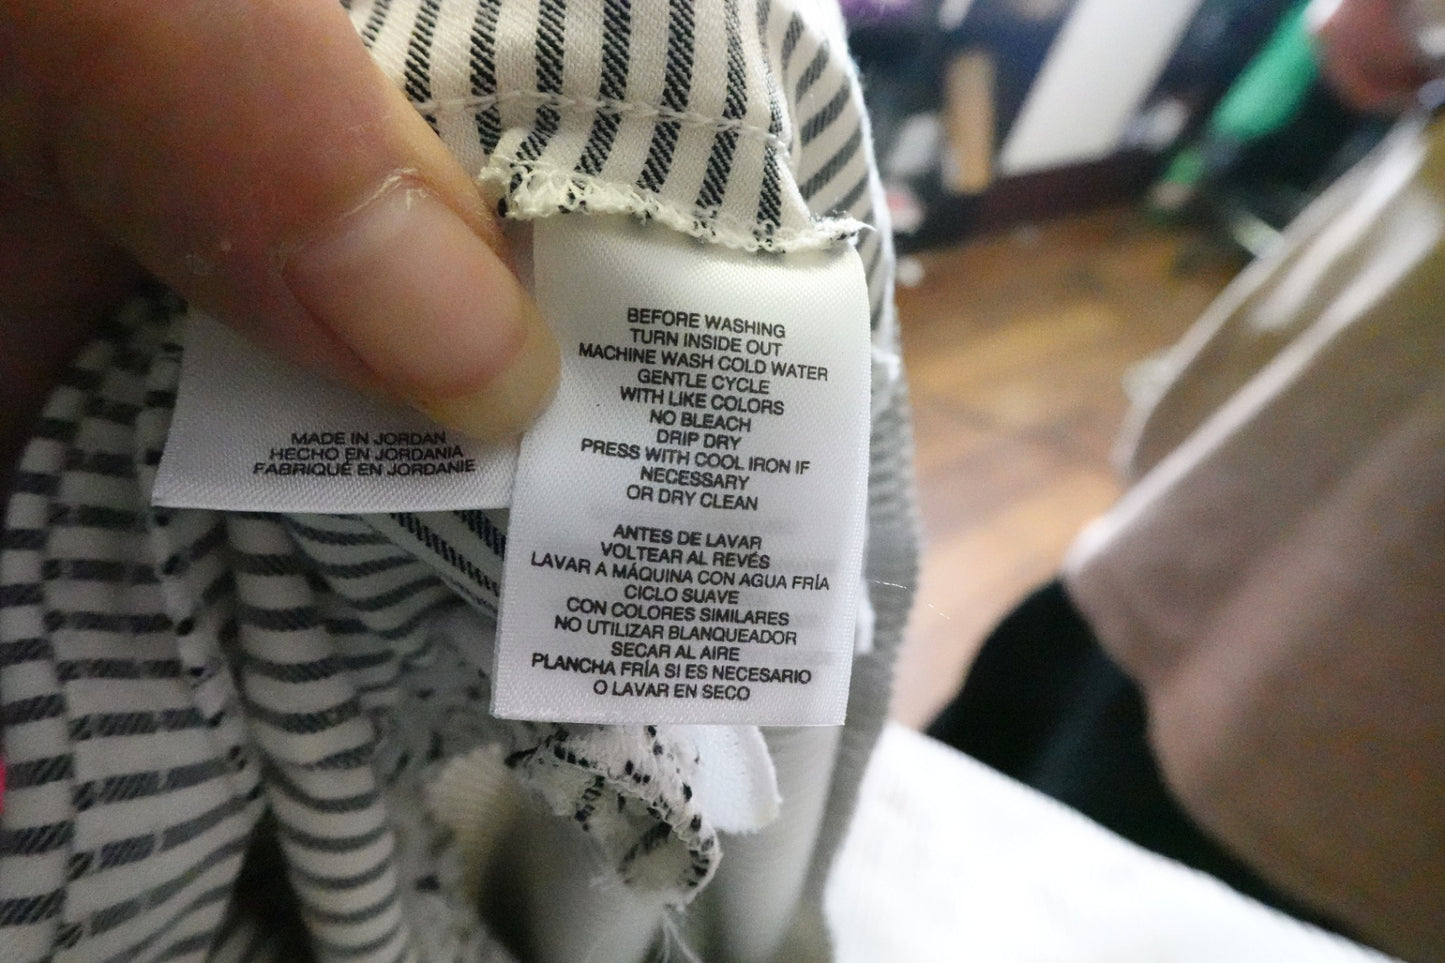 MADE IN JORDAN
HECHO EN JORDANIA
FABRIQUÉ EN JORDANIE
BEFORE WASHING
TURN INSIDE OUT
MACHINE WASH COLD WATER
GENTLE CYCLE
WITH LIKE COLORS
NO BLEACH
DRIP DRY
PRESS WITH COOL IRON IF
NECESSARY
OR DRY CLEAN
ANTES DE LAVAR
VOLTEAR AL REVÉS
LAVAR A MÁQUINA CON AGUA FRÍA
CICLO SUAVE
CON COLORES SIMILARES
NO UTILIZAR BLANQUEADOR
SECAR AL AIRE
PLANCHA FRÍA SI ES NECESARIO
O LAVAR EN SECO